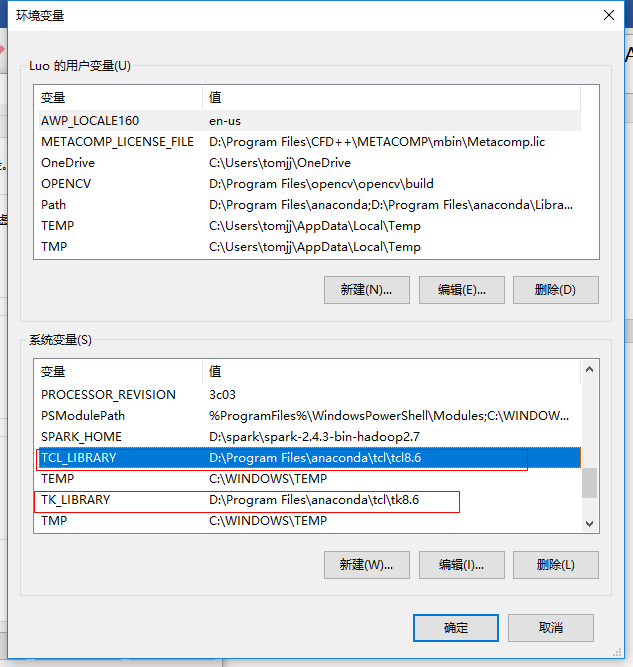 环境变量
Luo 的用户变量(U)
变量 值
AWP_LOCALE160 en-us
METACOMP_LICENSE_FILE D:\Program Files\CFD++\METACOMP\mbin\Metacomp.lic
OneDrive C:\Users\tomjj\OneDrive
OPENCV D:\Program Files\opencv\opencv\build
Path D:\Program Files\anaconda;D:\Program Files\anaconda\Libra...
TEMP C:\Users\tomjj\AppData\Local\Temp
TMP C:\Users\tomjj\AppData\Local\Temp
新建(N)... 编辑(E)... 删除(D)
系统变量(S)
变量 值
PROCESSOR_REVISION 3c03
PSModulePath %ProgramFiles%\WindowsPowerShell\Modules;C:\WINDOW...
SPARK_HOME D:\spark\spark-2.4.3-bin-hadoop2.7
TCL_LIBRARY D:\Program Files\anaconda\tcl\tcl8.6
TEMP C:\WINDOWS\TEMP
TK_LIBRARY D:\Program Files\anaconda\tcl\tk8.6
TMP C:\WINDOWS\TEMP
新建(W)... 编辑(I)... 删除(L)
确定 取消